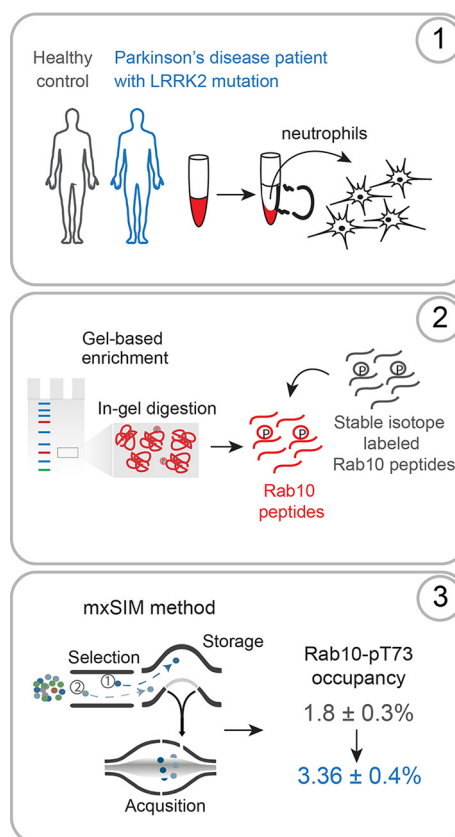 1
Healthy
control
Parkinson's disease patient
with LRRK2 mutation
neutrophils
2
Gel-based
enrichment
In-gel digestion
P
P
P
P
P
P
Stable isotope
labeled
Rab10 peptides
Rab10
peptides
3
mxSIM method
Storage
Selection
1
2
Acqusition
Rab10-pT73
occupancy
1.8 ± 0.3%
3.36 ± 0.4%